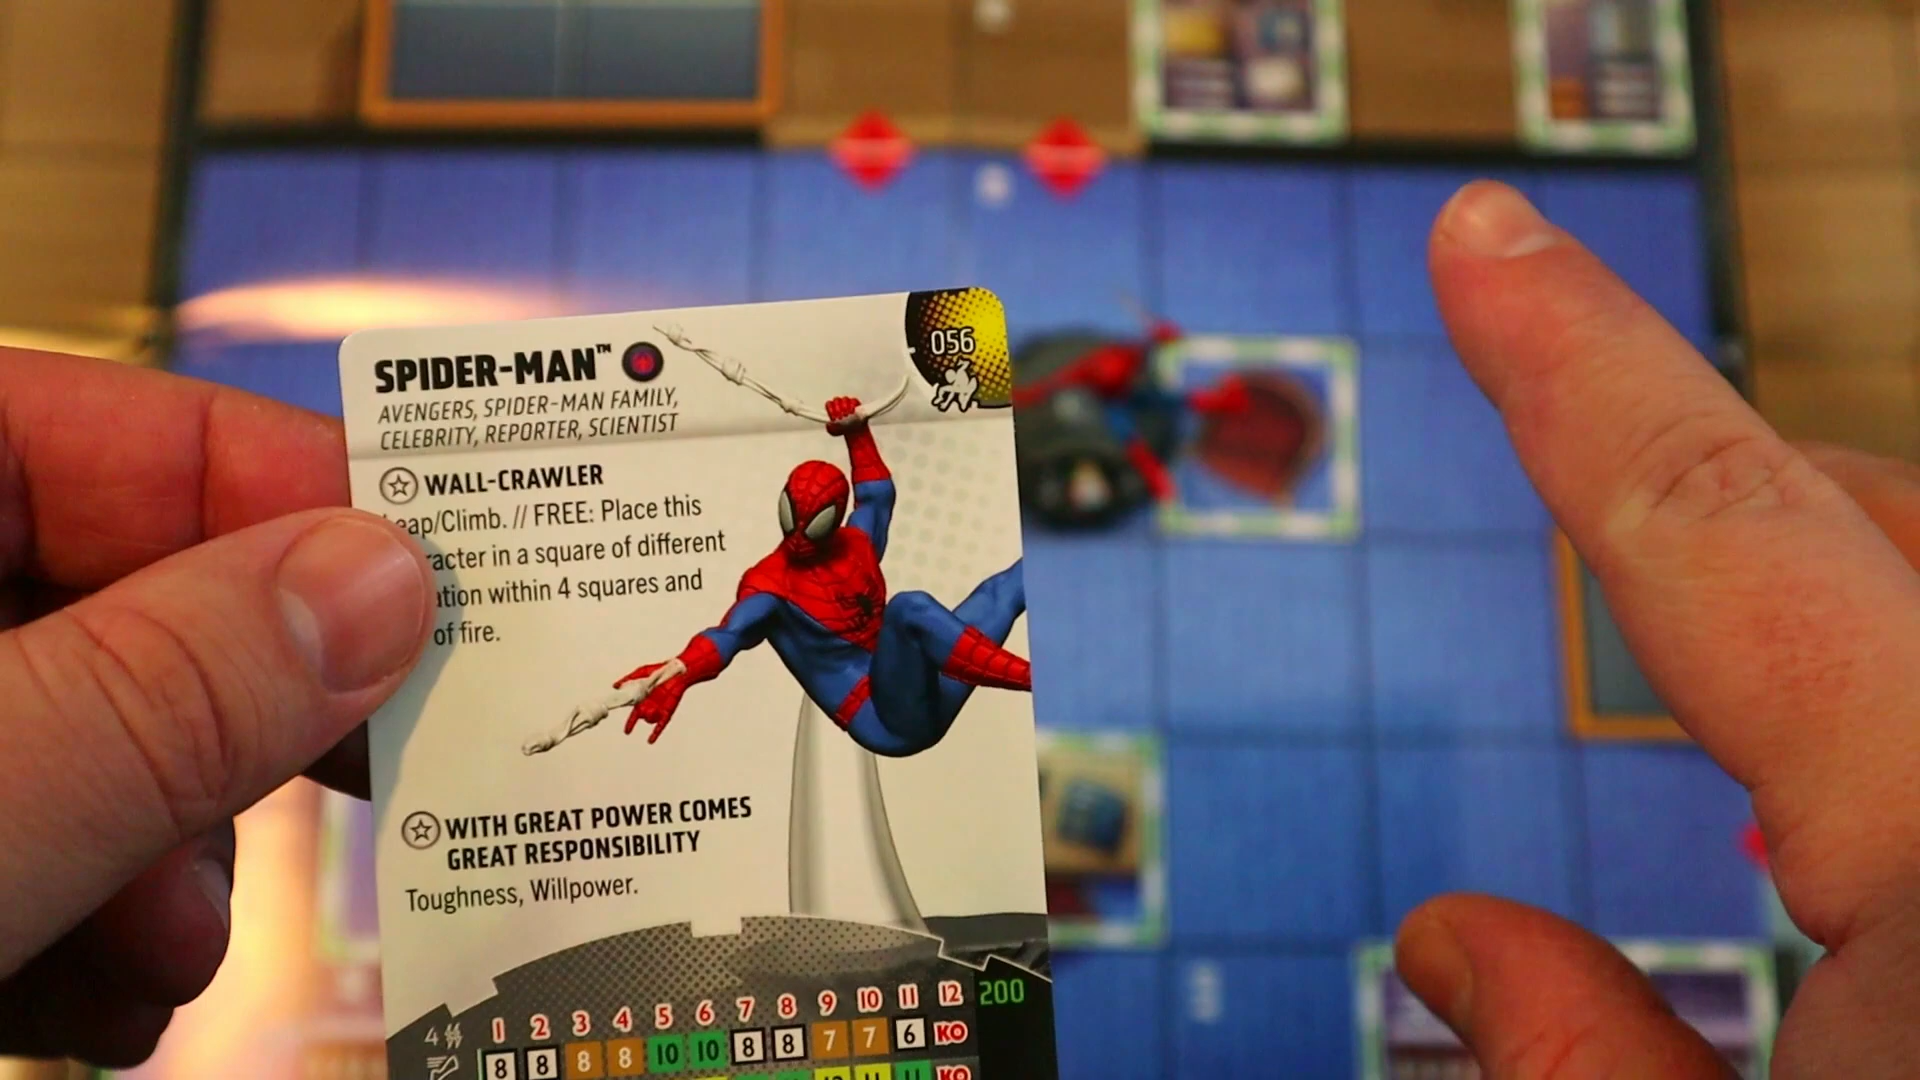 SPIDER-MAN™
056
AVENGERS, SPIDER-MAN FAMILY,
CELEBRITY, REPORTER, SCIENTIST
WALL-CRAWLER
eap/Climb. // FREE: Place this
acter in a square of different
ation within 4 squares and
of fire.
WITH GREAT POWER COMES
GREAT RESPONSIBILITY
Toughness, Willpower.
200
4 1 2 3 4 5 6 7 8 9 10 11 12
8 8 8 8 10 10 8 8 7 7 6 KO
KO